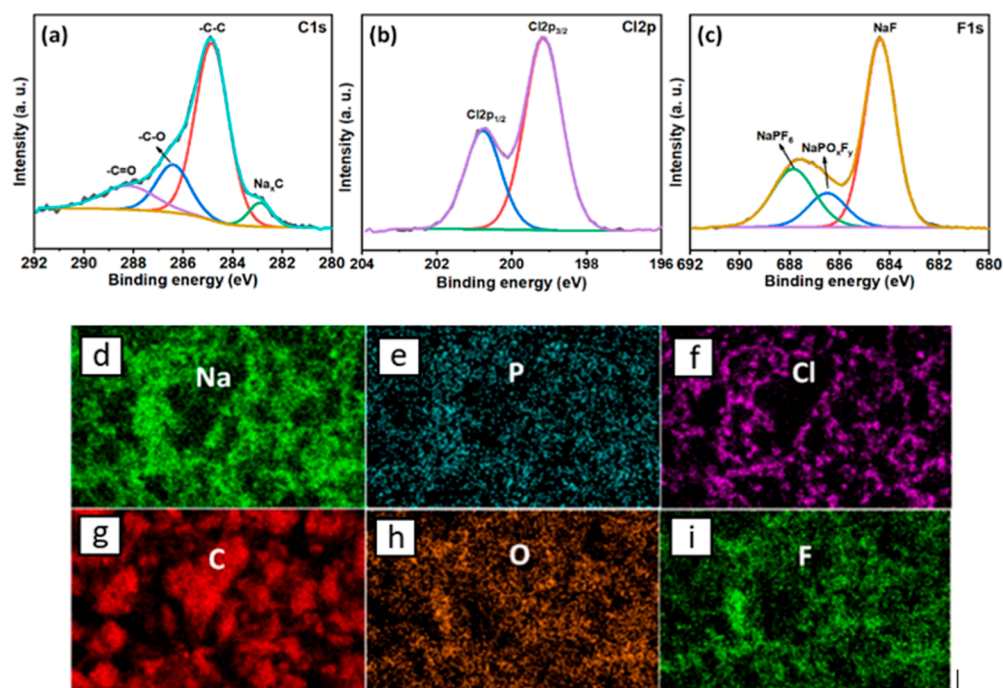 (a) -C-C C1s
-C-O
-C=O
NaₓC
Intensity (a. u.)
292 290 288 286 284 282 280
Binding energy (eV)
(b) Cl2p₃/₂ Cl2p
Cl2p₁/₂
Intensity (a. u.)
204 202 200 198 196
Binding energy (eV)
(c) NaF F1s
NaPF₆
NaPOₓFᵧ
Intensity (a. u.)
692 690 688 686 684 682 680
Binding energy (eV)
d Na
e P
f Cl
g C
h O
i F